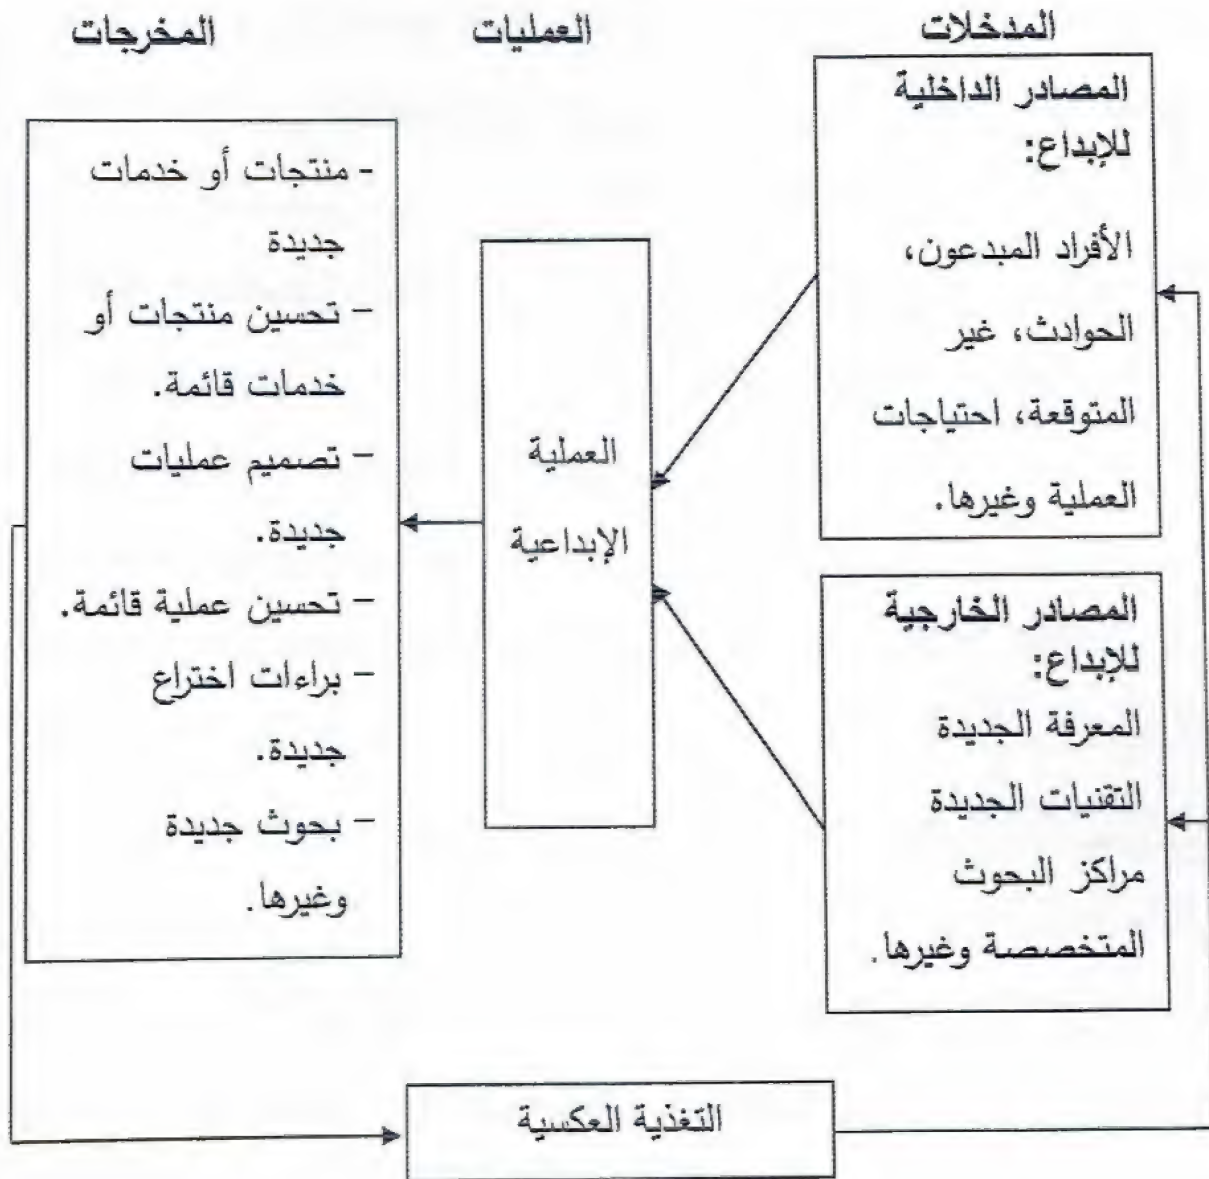 المدخلات
العمليات
المخرجات
المصادر الداخلية
للإبداع:
الأفراد المبدعون،
الحوادث، غير
المتوقعة، احتياجات
العملية وغيرها.
المصادر الخارجية
للإبداع:
المعرفة الجديدة
التقنيات الجديدة
مراكز البحوث
المتخصصة وغيرها.
العملية
الإبداعية
- منتجات أو خدمات
جديدة
- تحسين منتجات أو
خدمات قائمة.
- تصميم عمليات
جديدة.
- تحسين عملية قائمة.
- براءات اختراع
جديدة.
- بحوث جديدة
وغيرها.
التغذية العكسية